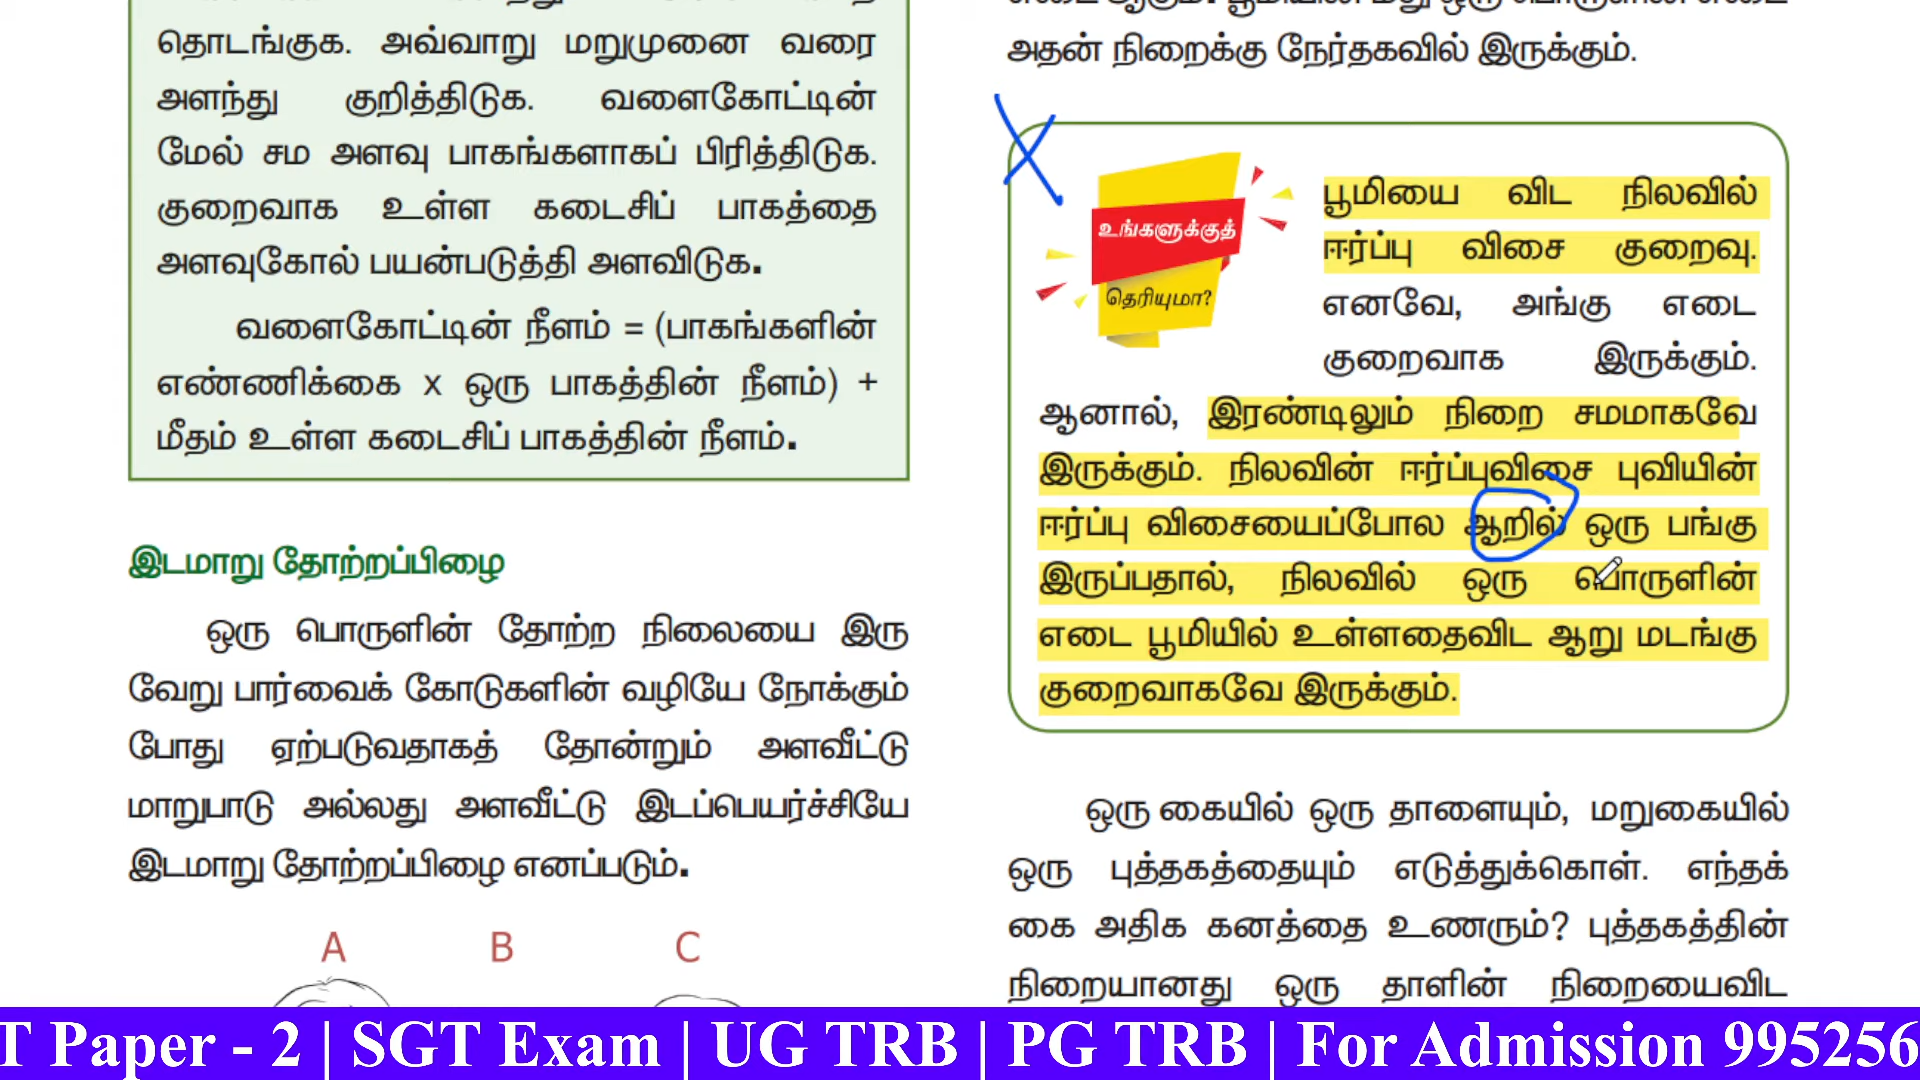 தொடங்குக. அவ்வாறு மறுமுனை வரை
அளந்து குறித்திடுக. வளைகோட்டின்
மேல் சம அளவு பாகங்களாகப் பிரித்திடுக.
குறைவாக உள்ள கடைசிப் பாகத்தை
அளவுகோல் பயன்படுத்தி அளவிடுக.
வளைகோட்டின் நீளம் = (பாகங்களின்
எண்ணிக்கை x ஒரு பாகத்தின் நீளம்) +
மீதம் உள்ள கடைசிப் பாகத்தின் நீளம்.
இடமாறு தோற்றப்பிழை
ஒரு பொருளின் தோற்ற நிலையை இரு
வேறு பார்வைக் கோடுகளின் வழியே நோக்கும்
போது ஏற்படுவதாகத் தோன்றும் அளவீட்டு
மாறுபாடு அல்லது அளவீட்டு இடப்பெயர்ச்சியே
இடமாறு தோற்றப்பிழை எனப்படும்.
A B C
அதன் நிறைக்கு நேர்தகவில் இருக்கும்.
உங்களுக்குத்
தெரியுமா?
பூமியை விட நிலவில்
ஈர்ப்பு விசை குறைவு.
எனவே, அங்கு எடை
குறைவாக இருக்கும்.
ஆனால், இரண்டிலும் நிறை சமமாகவே
இருக்கும். நிலவின் ஈர்ப்புவிசை புவியின்
ஈர்ப்பு விசையைப்போல ஆறில் ஒரு பங்கு
இருப்பதால், நிலவில் ஒரு பொருளின்
எடை பூமியில் உள்ளதைவிட ஆறு மடங்கு
குறைவாகவே இருக்கும்.
ஒரு கையில் ஒரு தாளையும், மறுகையில்
ஒரு புத்தகத்தையும் எடுத்துக்கொள். எந்தக்
கை அதிக கனத்தை உணரும்? புத்தகத்தின்
நிறையானது ஒரு தாளின் நிறையைவிட
T Paper - 2 | SGT Exam | UG TRB | PG TRB | For Admission 995256